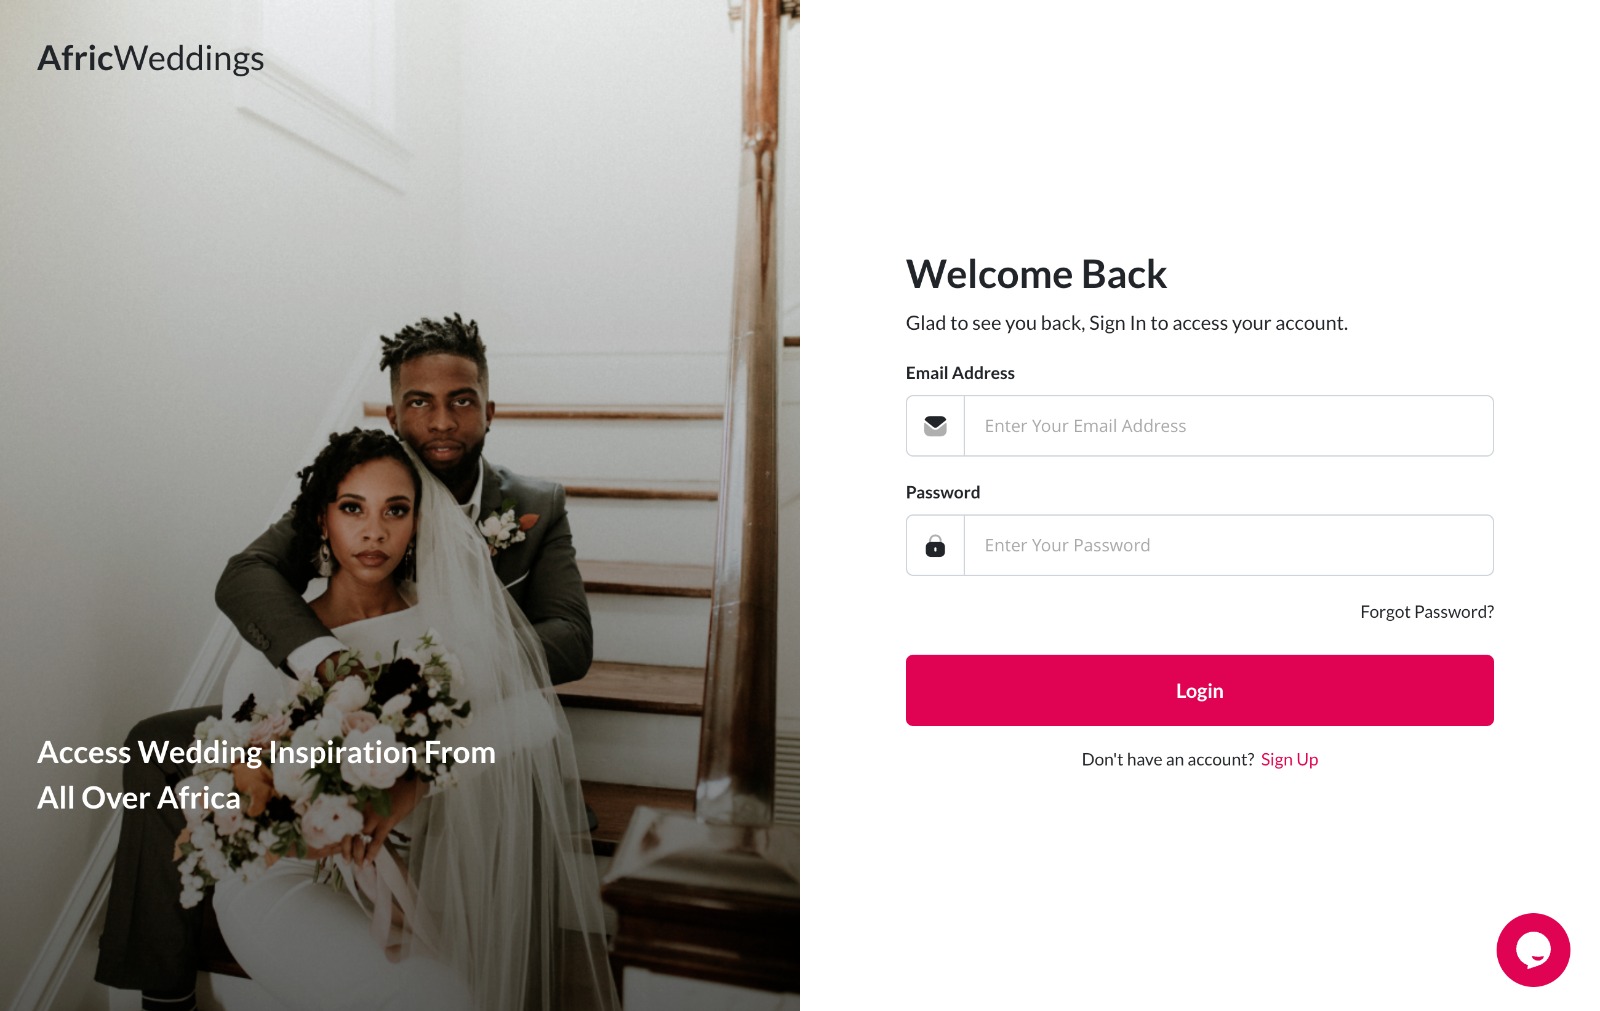 AfricWeddings
Access Wedding Inspiration From
All Over Africa
Welcome Back
Glad to see you back, Sign In to access your account.
Email Address
Enter Your Email Address
Password
Enter Your Password
Forgot Password?
Login
Don't have an account? Sign Up